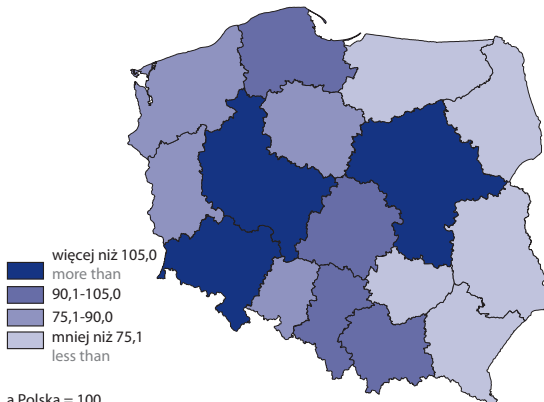 więcej niż 105,0
more than
90,1-105,0
75,1-90,0
mniej niż 75,1
less than
a Polska = 100